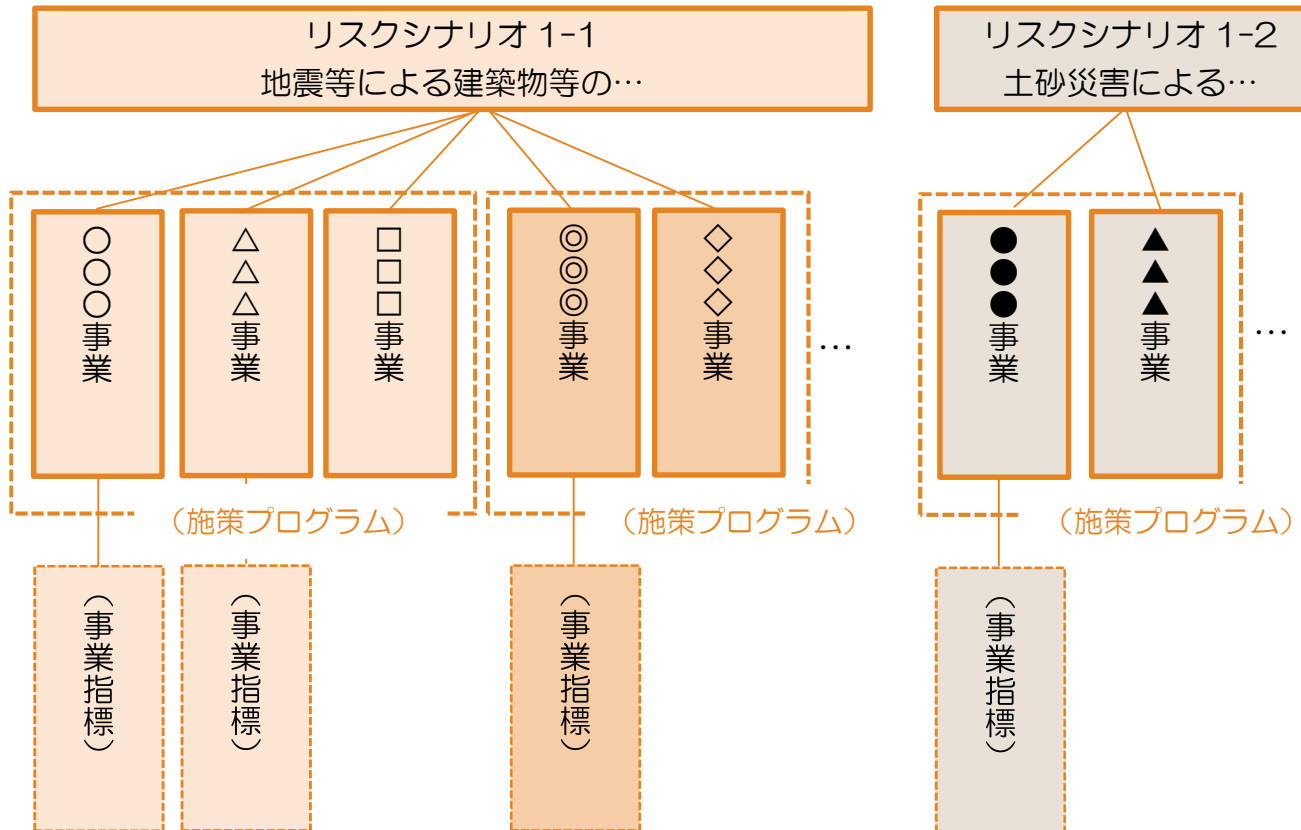 リスクシナリオ 1-1
地震等による建築物等の…
リスクシナリオ 1-2
土砂災害による…
〇〇〇事業
△△△事業
□□□事業
◎◎◎事業
◇◇◇事業
…
●●●事業
▲▲▲事業
…
（施策プログラム）
（施策プログラム）
（施策プログラム）
（事業指標）
（事業指標）
（事業指標）
（事業指標）